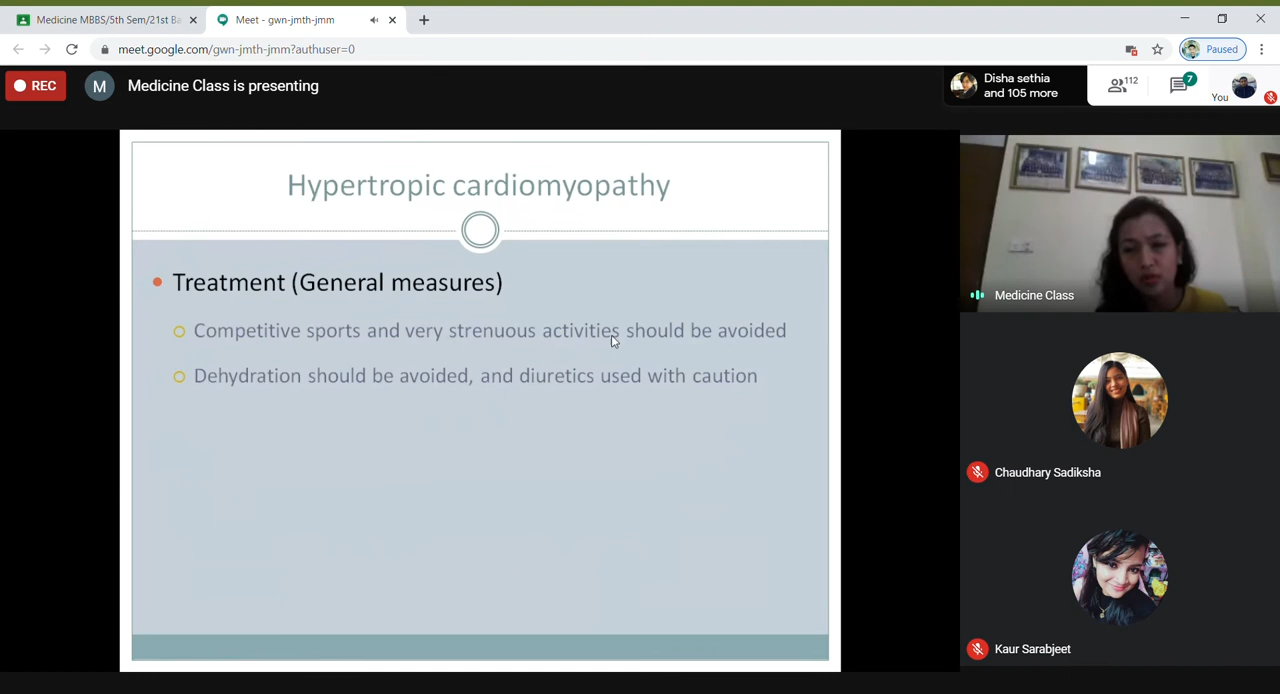 Medicine MBBS/5th Sem/21st Ba
Meet - gwn-jmth-jmm
meet.google.com/gwn-jmth-jmm?authuser=0
Paused
REC
M
Medicine Class is presenting
Disha sethia
and 105 more
112
7
You
Hypertropic cardiomyopathy
Treatment (General measures)
Competitive sports and very strenuous activities should be avoided
Dehydration should be avoided, and diuretics used with caution
Medicine Class
Chaudhary Sadiksha
Kaur Sarabjeet